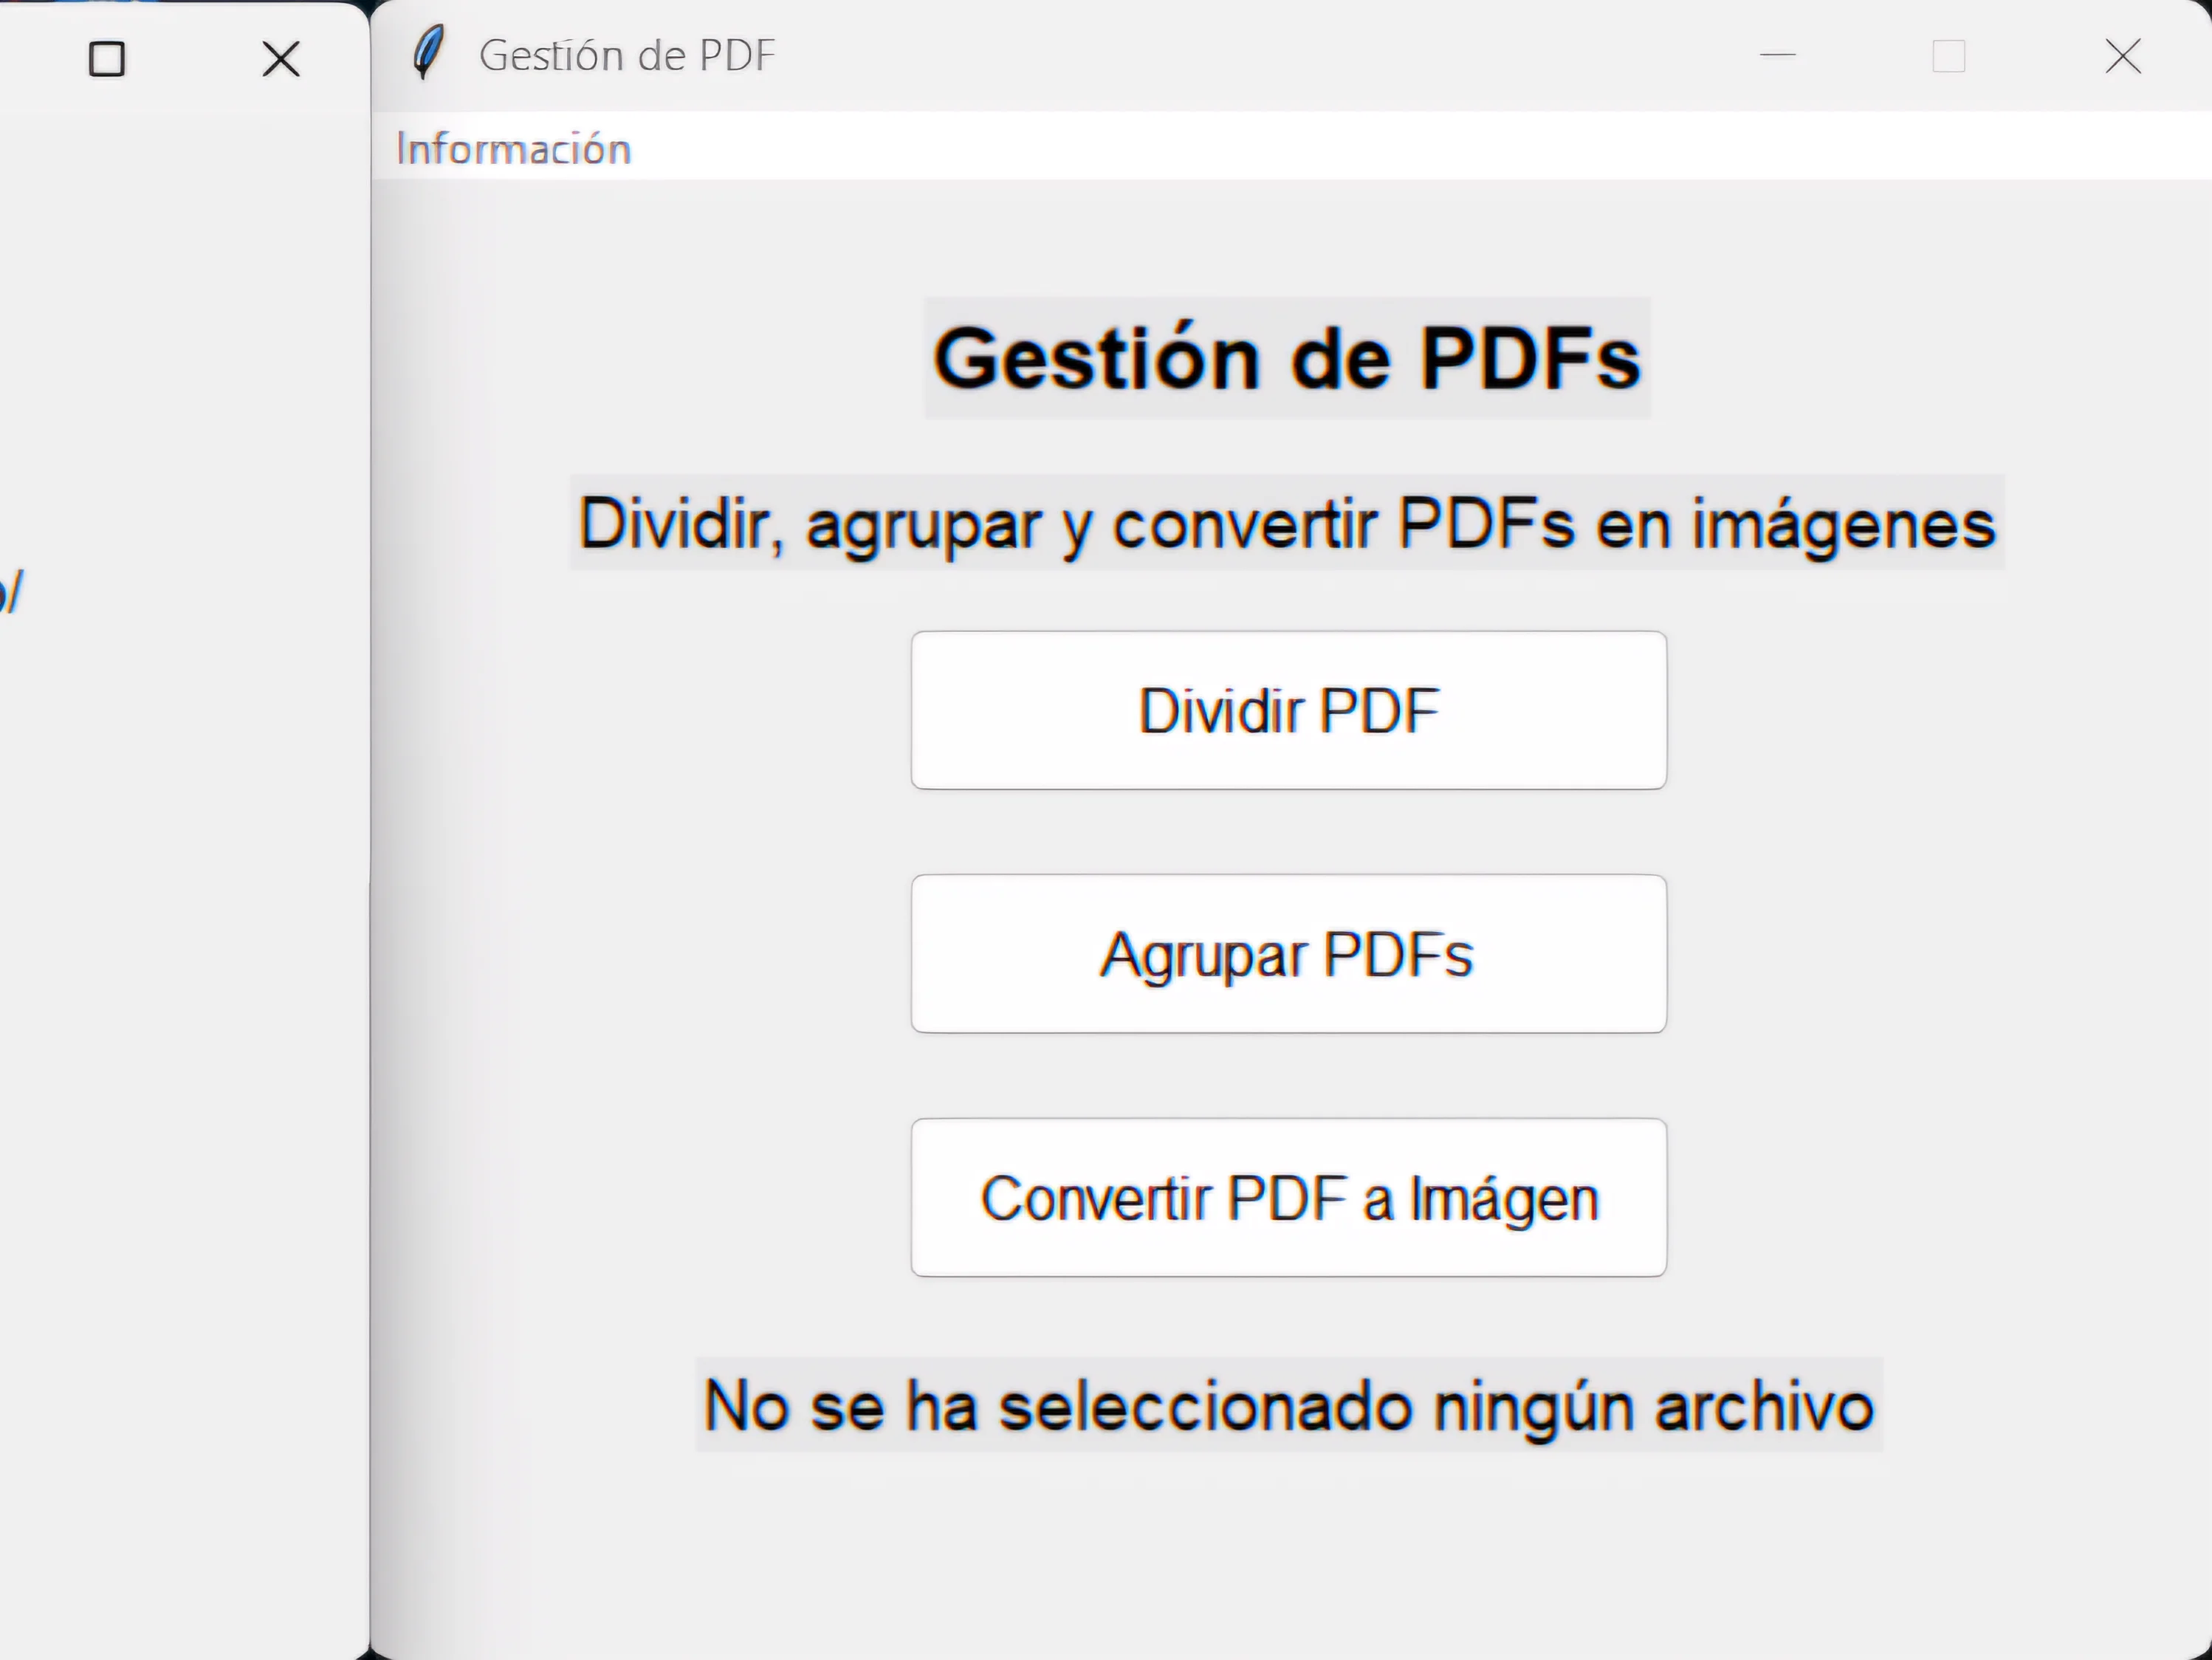 Gestión de PDF
Información
Gestión de PDFs
Dividir, agrupar y convertir PDFs en imágenes
Dividir PDF
Agrupar PDFs
Convertir PDF a Imágen
No se ha seleccionado ningún archivo